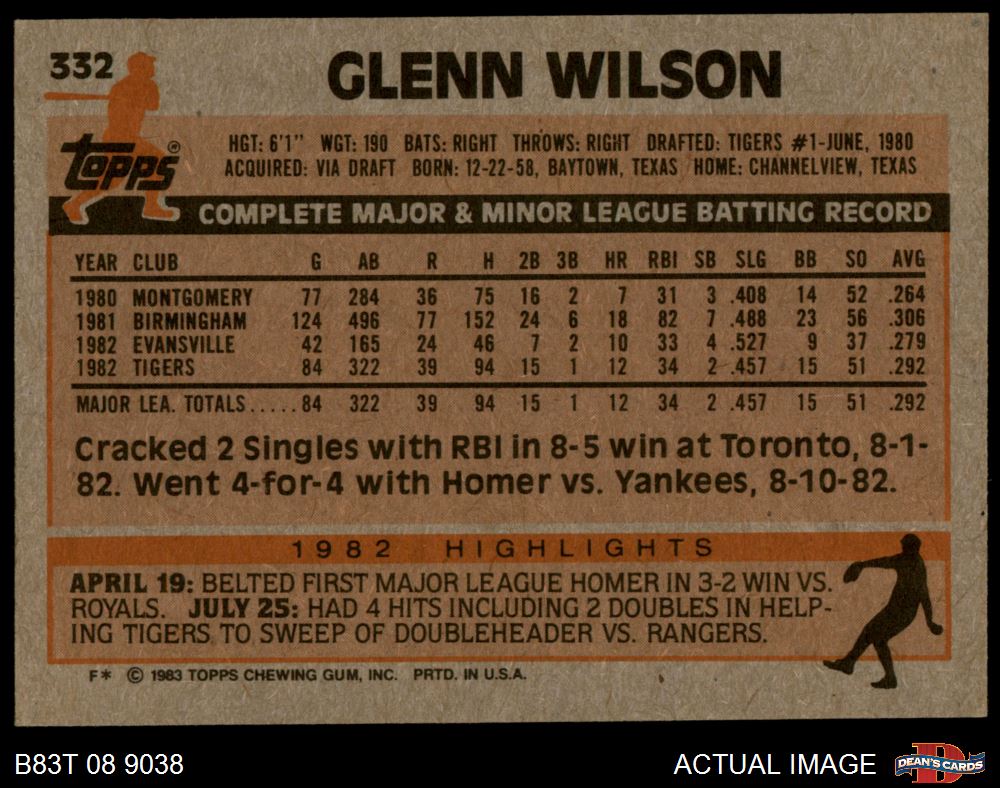 332
GLENN WILSON
topps®
HGT: 6'1" WGT: 190 BATS: RIGHT THROWS: RIGHT DRAFTED: TIGERS #1-JUNE, 1980
ACQUIRED: VIA DRAFT BORN: 12-22-58, BAYTOWN, TEXAS HOME: CHANNELVIEW, TEXAS
COMPLETE MAJOR & MINOR LEAGUE BATTING RECORD
YEAR CLUB G AB R H 2B 3B HR RBI SB SLG BB SO AVG
1980 MONTGOMERY 77 284 36 75 16 2 7 31 3 .408 14 52 .264
1981 BIRMINGHAM 124 496 77 152 24 6 18 82 7 .488 23 56 .306
1982 EVANSVILLE 42 165 24 46 7 2 10 33 4 .527 9 37 .279
1982 TIGERS 84 322 39 94 15 1 12 34 2 .457 15 51 .292
MAJOR LEA. TOTALS.....84 322 39 94 15 1 12 34 2 .457 15 51 .292
Cracked 2 Singles with RBI in 8-5 win at Toronto, 8-1-
82. Went 4-for-4 with Homer vs. Yankees, 8-10-82.
1982 HIGHLIGHTS
APRIL 19: BELTED FIRST MAJOR LEAGUE HOMER IN 3-2 WIN VS.
ROYALS. JULY 25: HAD 4 HITS INCLUDING 2 DOUBLES IN HELP-
ING TIGERS TO SWEEP OF DOUBLEHEADER VS. RANGERS.
F* © 1983 TOPPS CHEWING GUM, INC. PRTD. IN U.S.A.
B83T 08 9038
ACTUAL IMAGE
D
DEAN'S CARDS